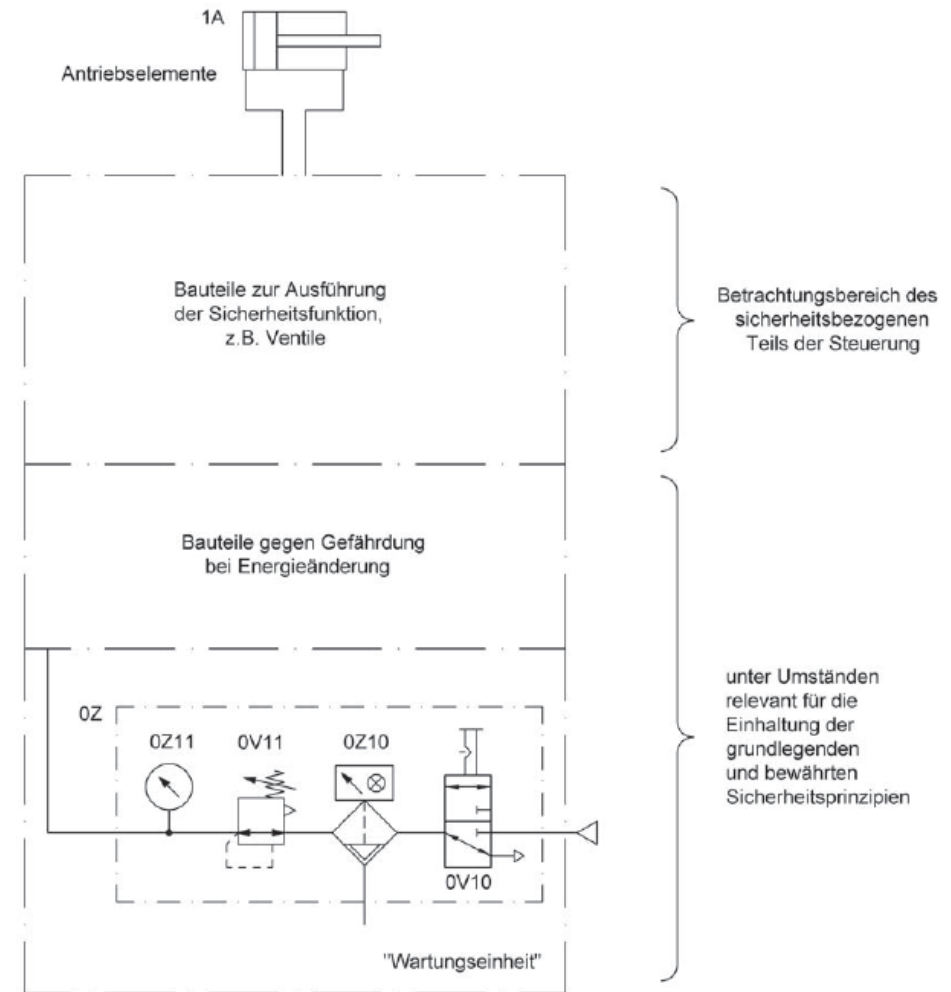 1A
Antriebselemente
Bauteile zur Ausführung
der Sicherheitsfunktion,
z.B. Ventile
Betrachtungsbereich des
sicherheitsbezogenen
Teils der Steuerung
Bauteile gegen Gefährdung
bei Energieänderung
unter Umständen
relevant für die
Einhaltung der
grundlegenden
und bewährten
Sicherheitsprinzipien
0Z
0Z11
0V11
0Z10
0V10
"Wartungseinheit"